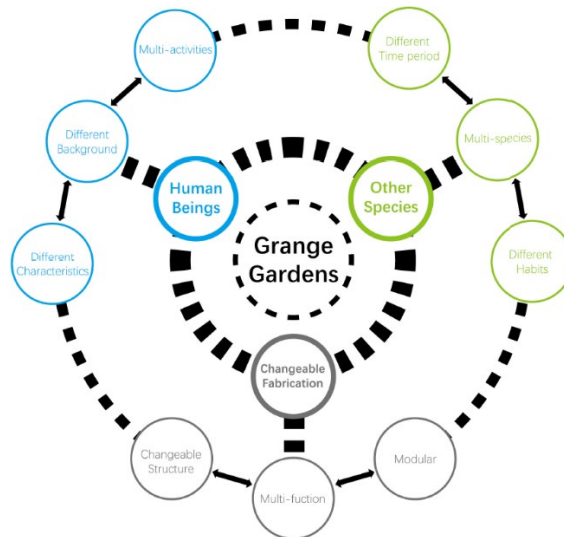 Multi-activities
Different
Time period
Different
Background
Multi-species
Human
Beings
Other
Species
Grange
Gardens
Different
Characteristics
Different
Habits
Changeable
Fabrication
Changeable
Structure
Multi-fuction
Modular